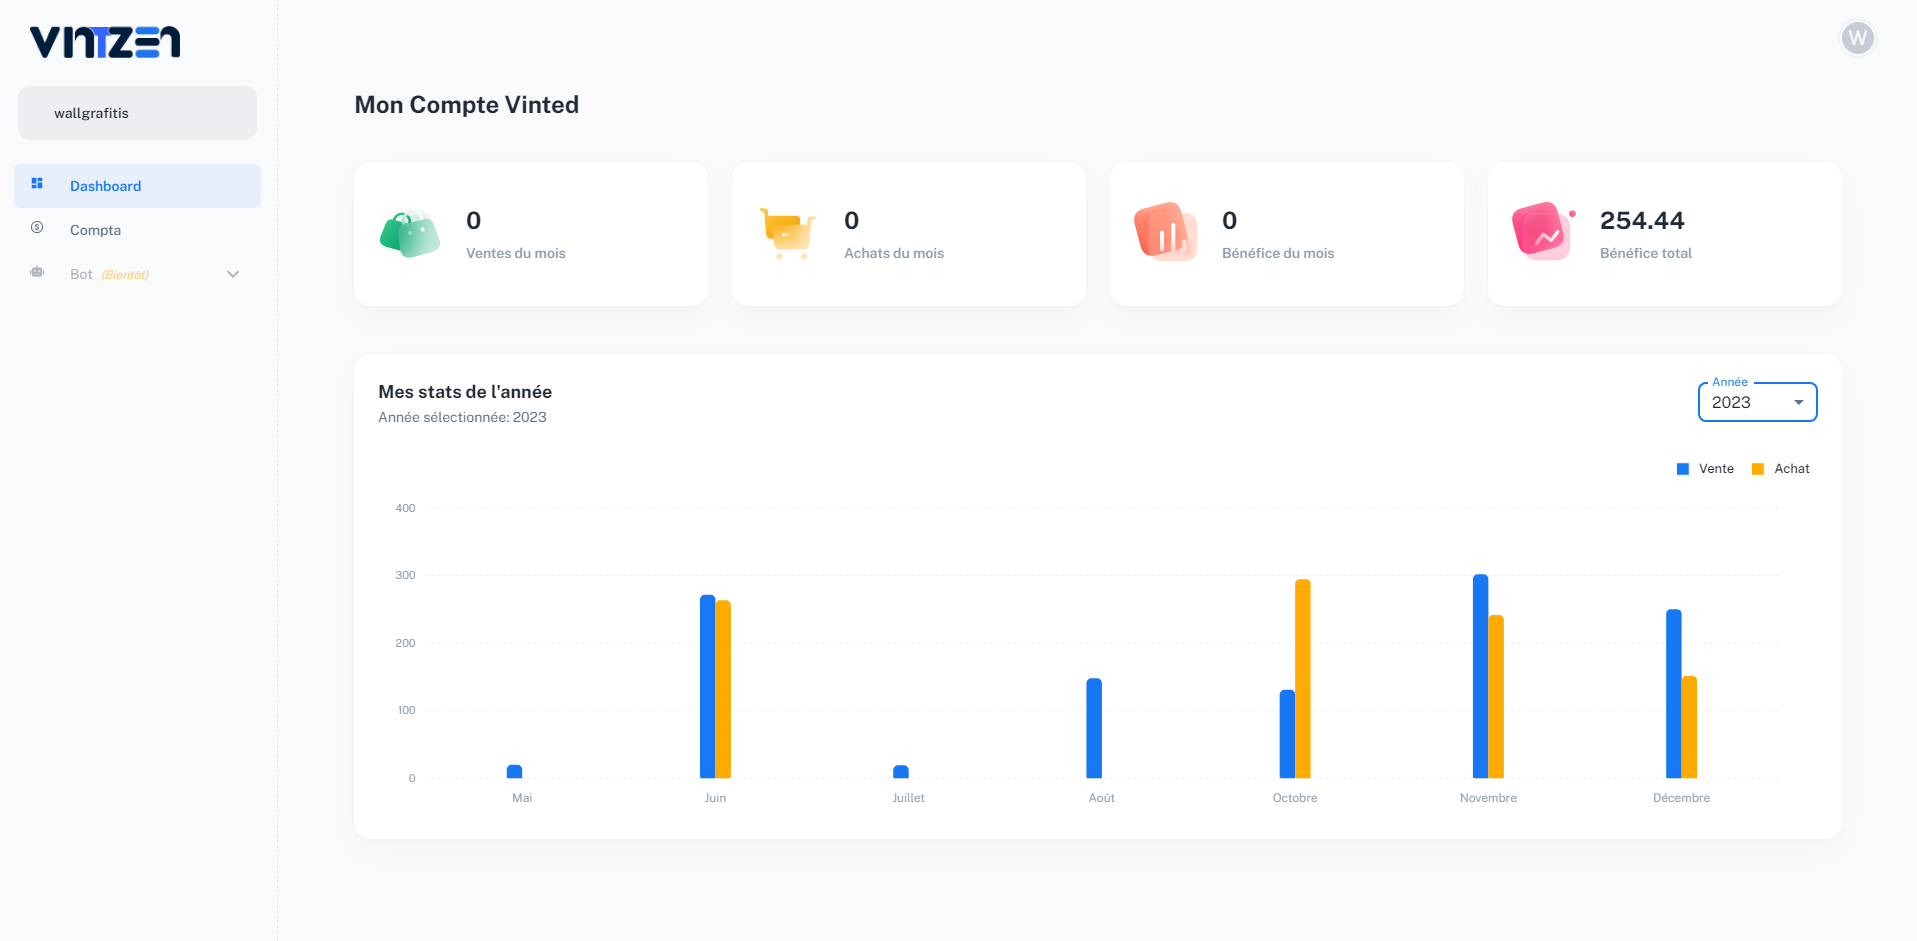 VINTZEN
W
wallgrafitis
Dashboard
Compta
Bot (Bientôt)
Mon Compte Vinted
0
Ventes du mois
0
Achats du mois
0
Bénéfice du mois
254.44
Bénéfice total
Mes stats de l'année
Année sélectionnée: 2023
Année
2023
Vente Achat
400
300
200
100
0
Mai Juin Juillet Août Octobre Novembre Décembre